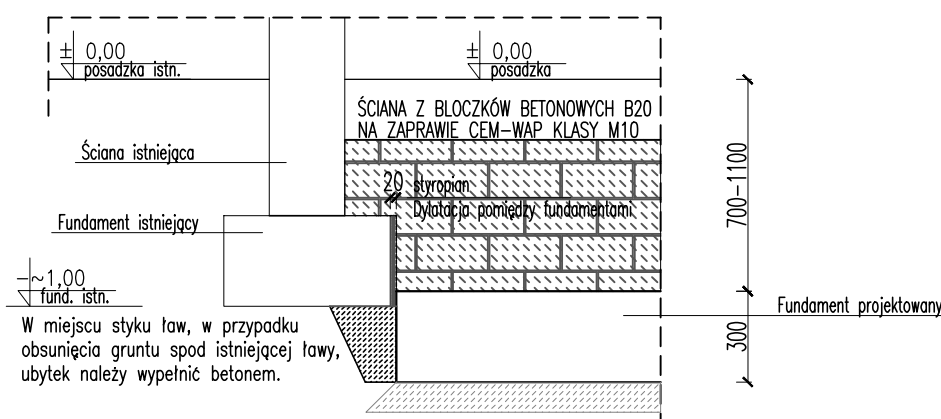 ± 0,00
posadzka istn.
± 0,00
posadzka
ŚCIANA Z BLOCZKÓW BETONOWYCH B20
NA ZAPRAWIE CEM-WAP KLASY M10
Ściana istniejąca
20 styropian
Dylatacja pomiędzy fundamentami
700-1100
Fundament istniejący
-~1,00
fund. istn.
Fundament projektowany
W miejscu styku ław, w przypadku
obsunięcia gruntu spod istniejącej ławy,
ubytek należy wypełnić betonem.
300